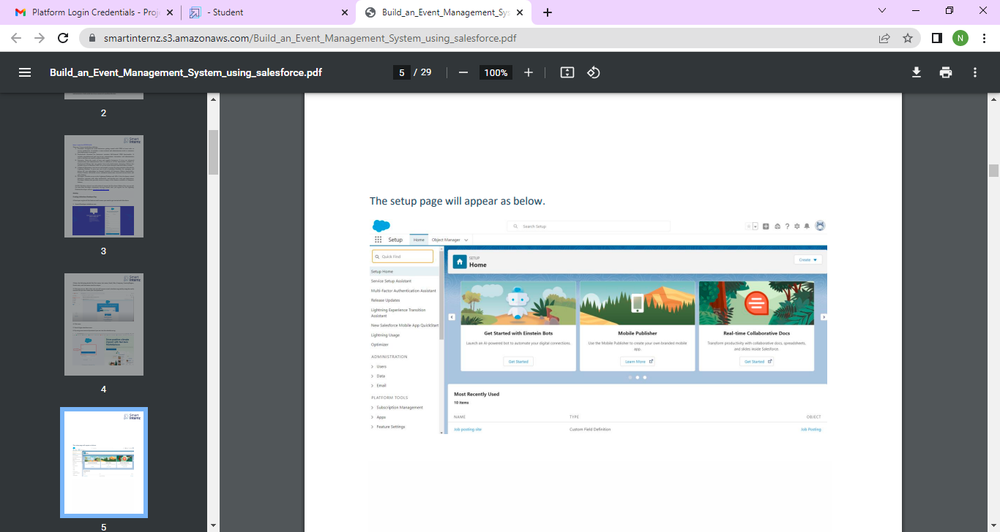 Platform Login Credentials - Proj
- Student
Build_an_Event_Management_Sys
smartinternz.s3.amazonaws.com/Build_an_Event_Management_System_using_salesforce.pdf
N
Build_an_Event_Management_System_using_salesforce.pdf
5 / 29
100%
2
Smart
Internz
3
Smart
Internz
4
Smart
Internz
5
The setup page will appear as below.
Search Setup
Setup
Home
Object Manager
Quick Find
Setup Home
Service Setup Assistant
Multi-Factor Authentication Assistant
Release Updates
Lightning Experience Transition
Assistant
New Salesforce Mobile App QuickStart
Lightning Usage
Optimizer
ADMINISTRATION
Users
Data
Email
PLATFORM TOOLS
Subscription Management
Apps
Feature Settings
SETUP
Home
Create
Get Started with Einstein Bots
Launch an AI-powered bot to automate your digital connections.
Get Started
Mobile Publisher
Use the Mobile Publisher to create your own branded mobile
app.
Learn More
Real-time Collaborative Docs
Transform productivity with collaborative docs, spreadsheets,
and slides inside Salesforce.
Get Started
Most Recently Used
10 items
NAME
TYPE
OBJECT
Job posting site
Custom Field Definition
Job Posting